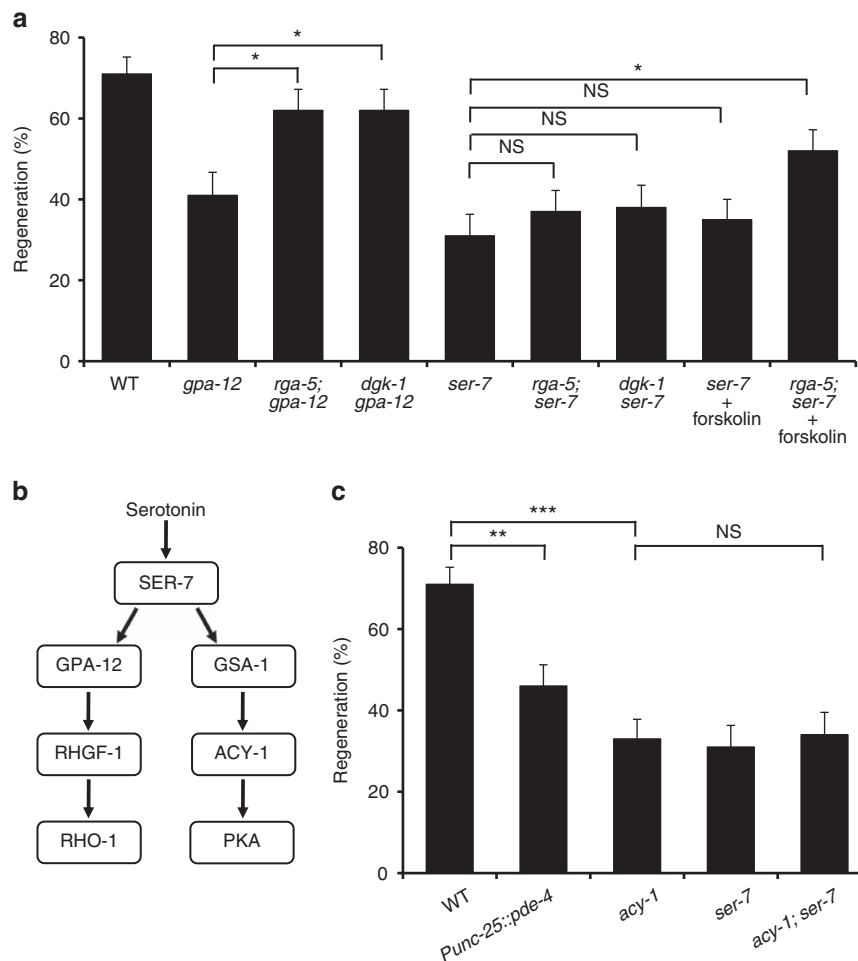 a
Regeneration (%)
80
60
40
20
0
*
*
*
NS
NS
NS
WT
gpa-12
rga-5;
gpa-12
dgk-1
gpa-12
ser-7
rga-5;
ser-7
dgk-1
ser-7
ser-7
+
forskolin
rga-5;
ser-7
+
forskolin
b
Serotonin
SER-7
GPA-12
GSA-1
RHGF-1
ACY-1
RHO-1
PKA
c
Regeneration (%)
80
60
40
20
0
***
**
NS
WT
Punc-25::pde-4
acy-1
ser-7
acy-1; ser-7